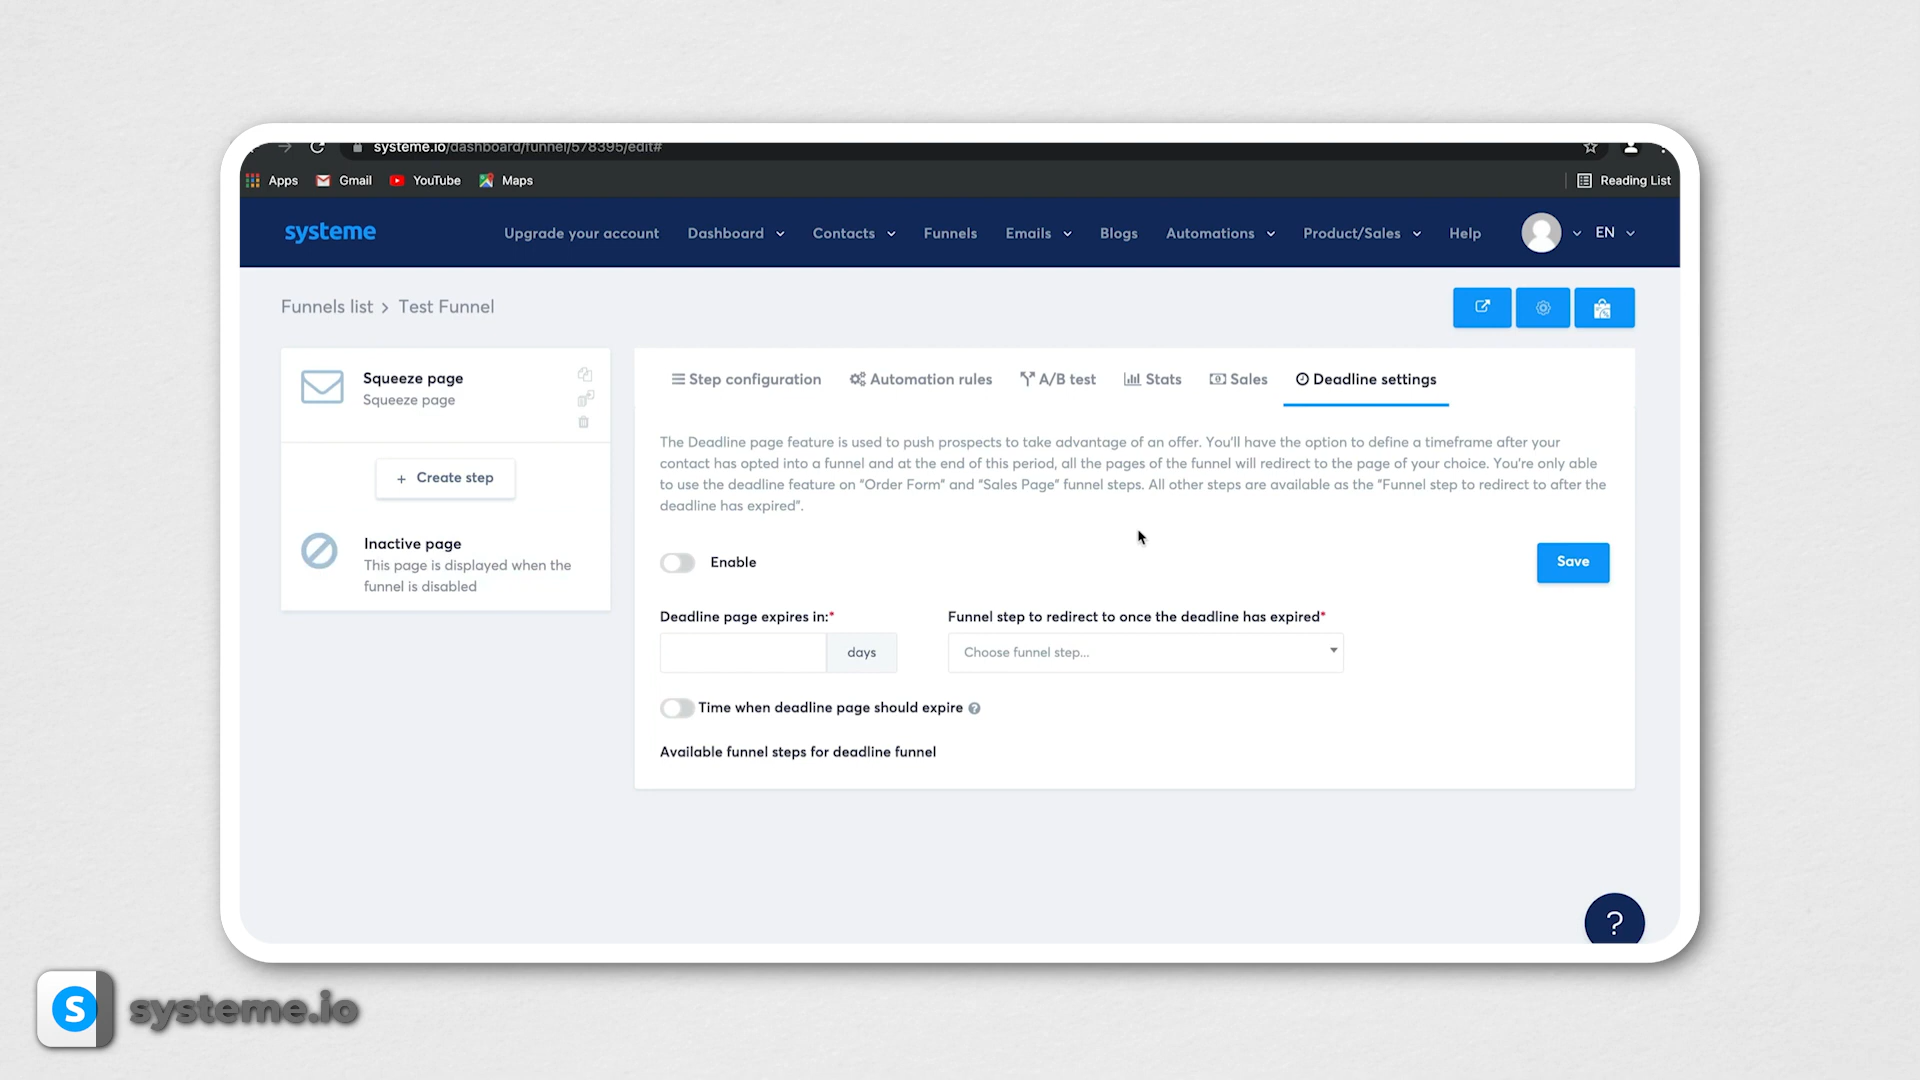 systeme.io/dashboard/funnel/578395/edit#
Apps Gmail YouTube Maps Reading List
systeme Upgrade your account Dashboard Contacts Funnels Emails Blogs Automations Product/Sales Help EN
Funnels list > Test Funnel
Squeeze page
Squeeze page
+ Create step
Inactive page
This page is displayed when the
funnel is disabled
Step configuration Automation rules A/B test Stats Sales Deadline settings
The Deadline page feature is used to push prospects to take advantage of an offer. You'll have the option to define a timeframe after your
contact has opted into a funnel and at the end of this period, all the pages of the funnel will redirect to the page of your choice. You're only able
to use the deadline feature on "Order Form" and "Sales Page" funnel steps. All other steps are available as the "Funnel step to redirect to after the
deadline has expired".
Enable
Save
Deadline page expires in:* Funnel step to redirect to once the deadline has expired*
days Choose funnel step...
Time when deadline page should expire ?
Available funnel steps for deadline funnel
?
S systeme.io